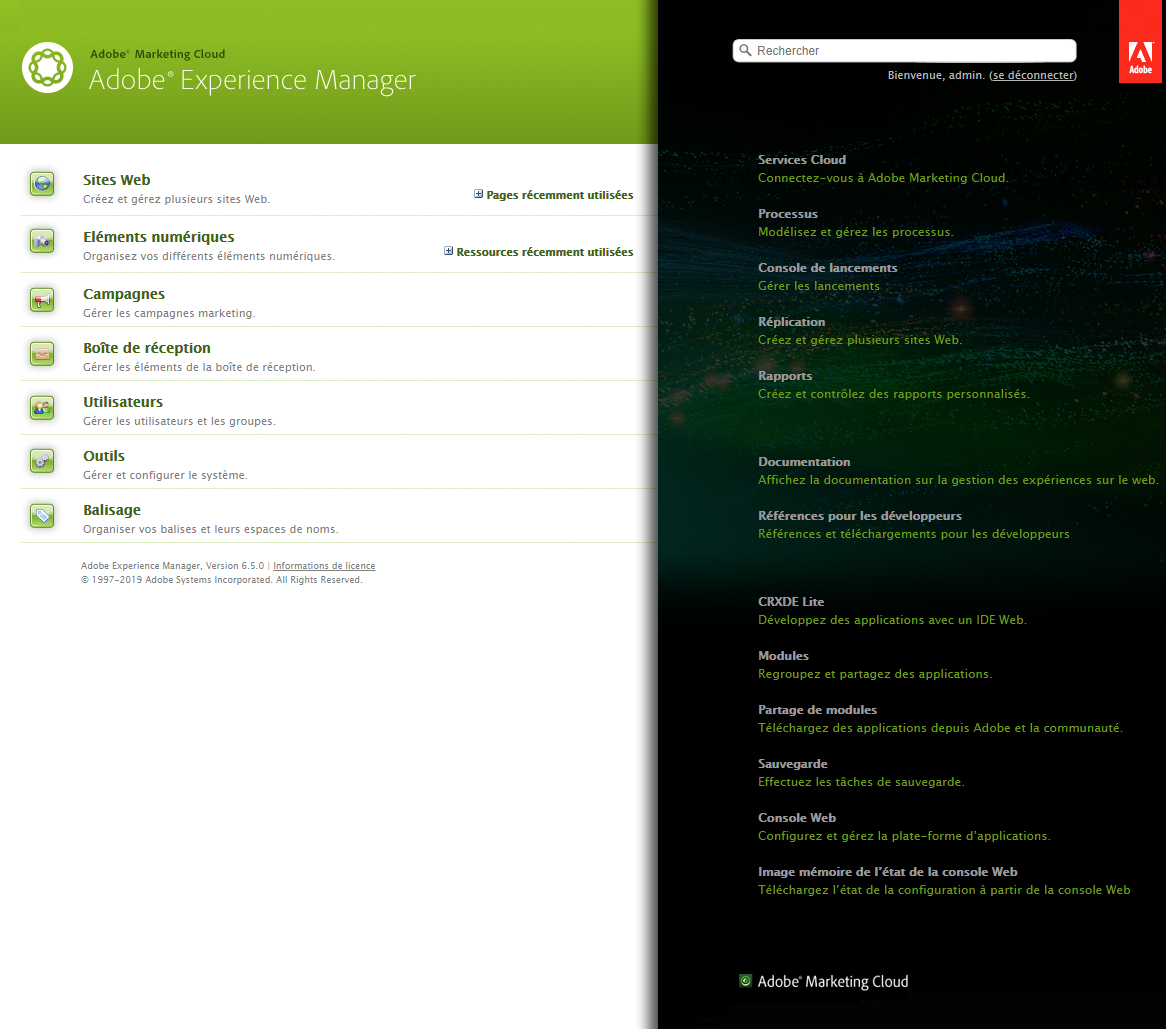 Adobe® Marketing Cloud
Adobe® Experience Manager
Sites Web
Créez et gérez plusieurs sites Web.
Pages récemment utilisées
Eléments numériques
Organisez vos différents éléments numériques.
Ressources récemment utilisées
Campagnes
Gérer les campagnes marketing.
Boîte de réception
Gérer les éléments de la boîte de réception.
Utilisateurs
Gérer les utilisateurs et les groupes.
Outils
Gérer et configurer le système.
Balisage
Organiser vos balises et leurs espaces de noms.
Adobe Experience Manager, Version 6.5.0 | Informations de licence
© 1997-2019 Adobe Systems Incorporated. All Rights Reserved.
Rechercher
Adobe
Bienvenue, admin. (se déconnecter)
Services Cloud
Connectez-vous à Adobe Marketing Cloud.
Processus
Modélisez et gérez les processus.
Console de lancements
Gérer les lancements
Réplication
Créez et gérez plusieurs sites Web.
Rapports
Créez et contrôlez des rapports personnalisés.
Documentation
Affichez la documentation sur la gestion des expériences sur le web.
Références pour les développeurs
Références et téléchargements pour les développeurs
CRXDE Lite
Développez des applications avec un IDE Web.
Modules
Regroupez et partagez des applications.
Partage de modules
Téléchargez des applications depuis Adobe et la communauté.
Sauvegarde
Effectuez les tâches de sauvegarde.
Console Web
Configurez et gérez la plate-forme d'applications.
Image mémoire de l'état de la console Web
Téléchargez l'état de la configuration à partir de la console Web
Adobe® Marketing Cloud